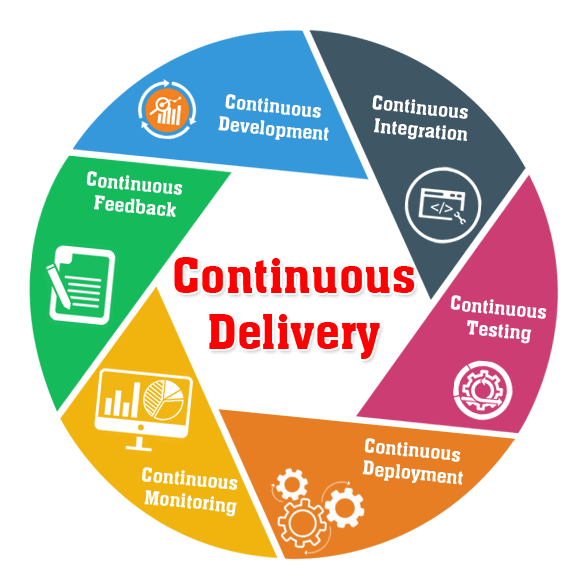 Continuous
Development
Continuous
Integration
Continuous
Testing
Continuous
Deployment
Continuous
Monitoring
Continuous
Feedback
Continuous
Delivery
</>